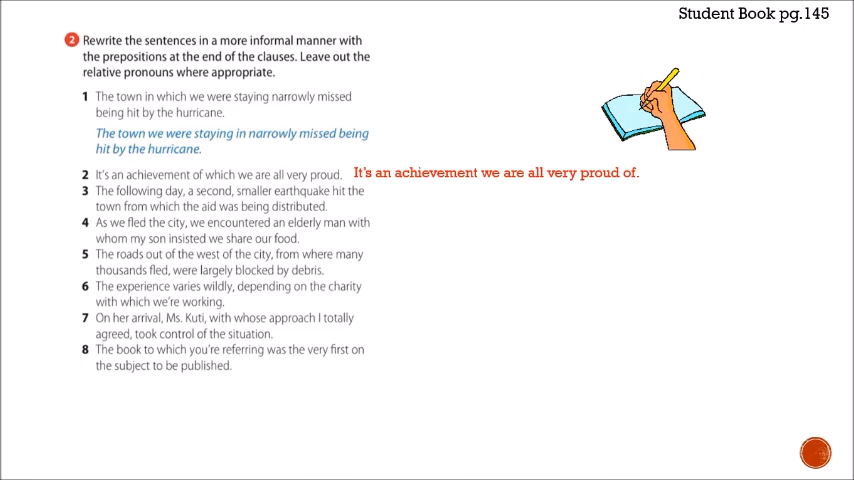 Student Book pg.145
2 Rewrite the sentences in a more informal manner with
the prepositions at the end of the clauses. Leave out the
relative pronouns where appropriate.
1 The town in which we were staying narrowly missed
being hit by the hurricane.
The town we were staying in narrowly missed being
hit by the hurricane.
2 It's an achievement of which we are all very proud. It's an achievement we are all very proud of.
3 The following day, a second, smaller earthquake hit the
town from which the aid was being distributed.
4 As we fled the city, we encountered an elderly man with
whom my son insisted we share our food.
5 The roads out of the west of the city, from where many
thousands fled, were largely blocked by debris.
6 The experience varies wildly, depending on the charity
with which we're working.
7 On her arrival, Ms. Kuti, with whose approach I totally
agreed, took control of the situation.
8 The book to which you're referring was the very first on
the subject to be published.